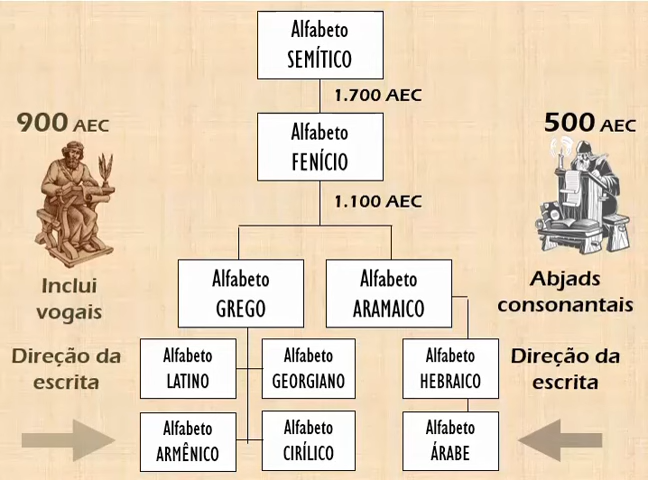 Alfabeto
SEMÍTICO
1.700 AEC
900 AEC
Alfabeto
FENÍCIO
500 AEC
1.100 AEC
Inclui
vogais
Alfabeto
GREGO
Alfabeto
ARAMAICO
Abjads
consonantais
Direção da
escrita
Alfabeto
LATINO
Alfabeto
GEORGIANO
Alfabeto
HEBRAICO
Direção da
escrita
Alfabeto
ARMÊNICO
Alfabeto
CIRÍLICO
Alfabeto
ÁRABE